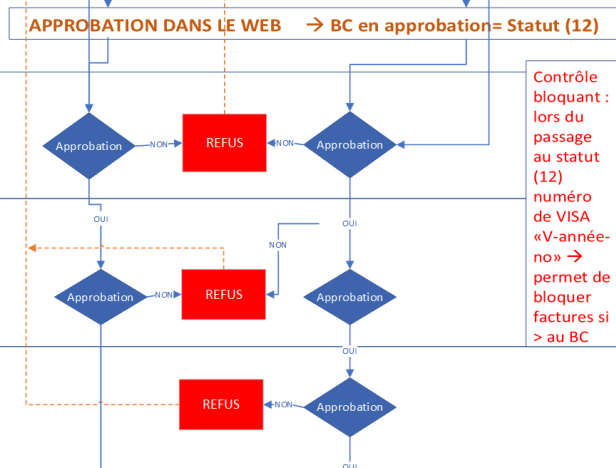 APPROBATION DANS LE WEB → BC en approbation= Statut (12)
Contrôle
bloquant :
lors du
passage
au statut
(12)
numéro
de VISA
«V-année-
no» →
permet de
bloquer
factures si
> au BC
Approbation
NON
REFUS
NON
Approbation
OUI
OUI
NON
Approbation
NON
REFUS
Approbation
OUI
REFUS
NON
Approbation
OUI